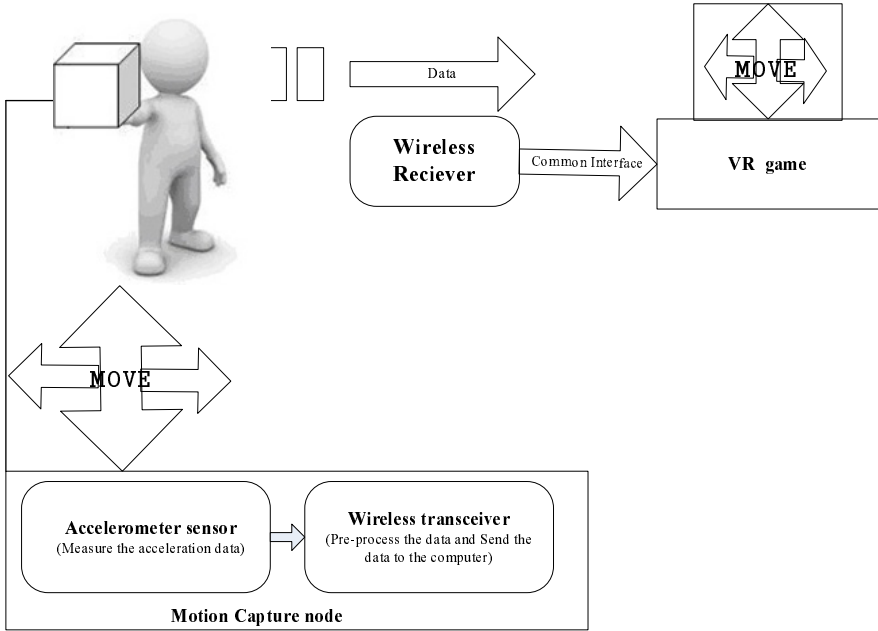 Data
MOVE
Wireless
Reciever
Common Interface
VR game
MOVE
Accelerometer sensor
(Measure the acceleration data)
Wireless transceiver
(Pre-process the data and Send the
data to the computer)
Motion Capture node